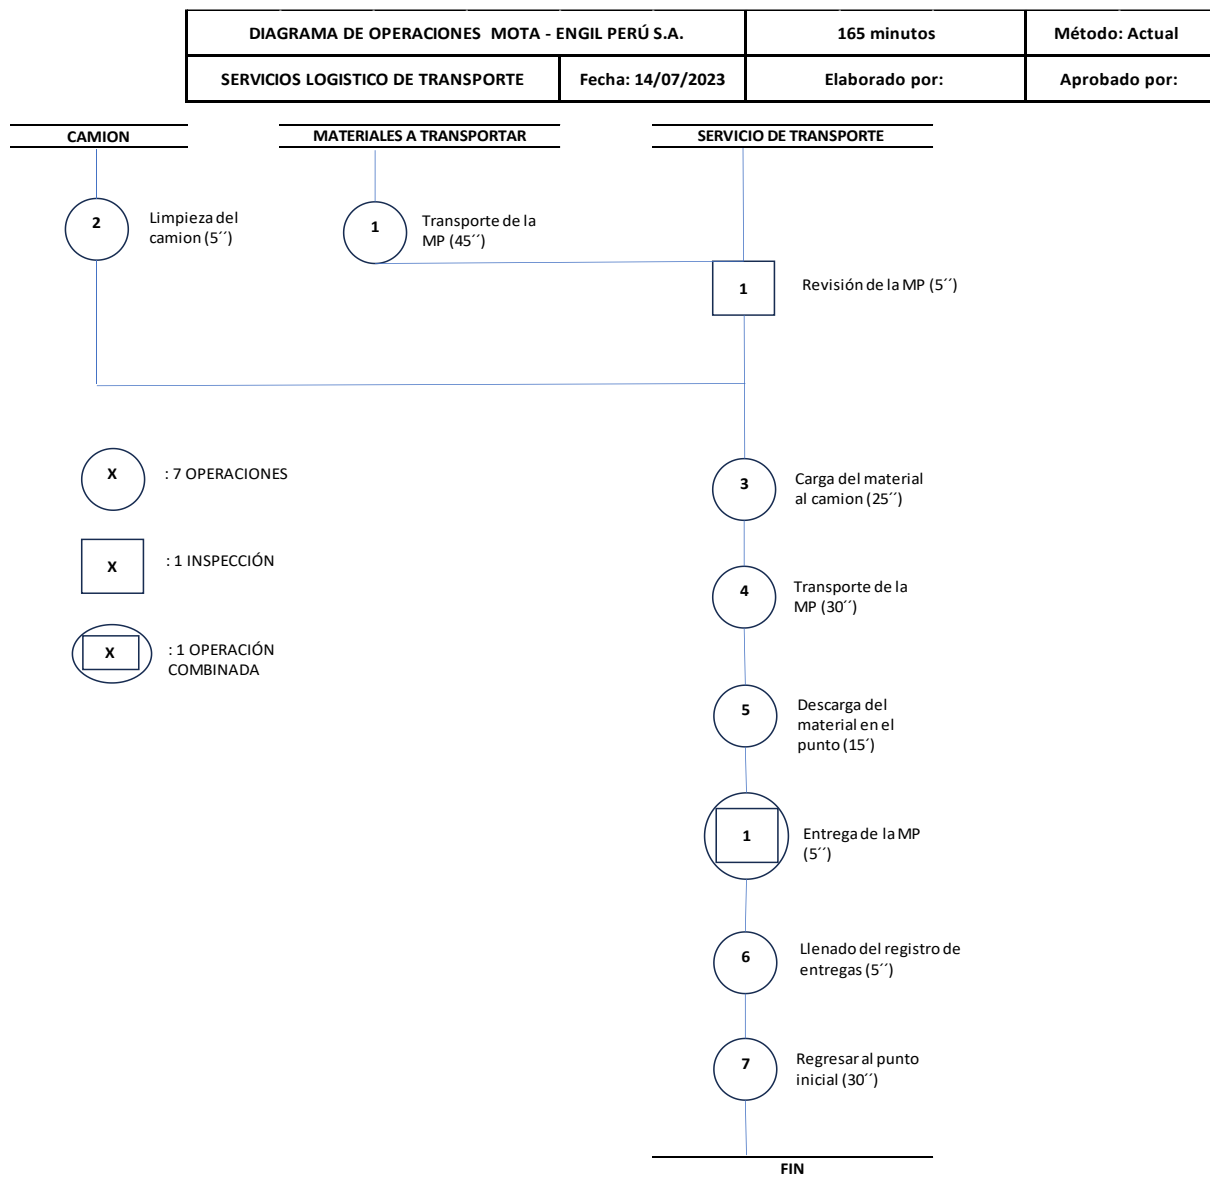 DIAGRAMA DE OPERACIONES MOTA - ENGIL PERÚ S.A.
165 minutos
Método: Actual
SERVICIOS LOGISTICO DE TRANSPORTE
Fecha: 14/07/2023
Elaborado por:
Aprobado por:
CAMION
MATERIALES A TRANSPORTAR
SERVICIO DE TRANSPORTE
2
Limpieza del
camion (5´´)
1
Transporte de la
MP (45´´)
1
Revisión de la MP (5´´)
X
: 7 OPERACIONES
X
: 1 INSPECCIÓN
X
: 1 OPERACIÓN
COMBINADA
3
Carga del material
al camion (25´´)
4
Transporte de la
MP (30´´)
5
Descarga del
material en el
punto (15´)
1
Entrega de la MP
(5´´)
6
Llenado del registro de
entregas (5´´)
7
Regresar al punto
inicial (30´´)
FIN